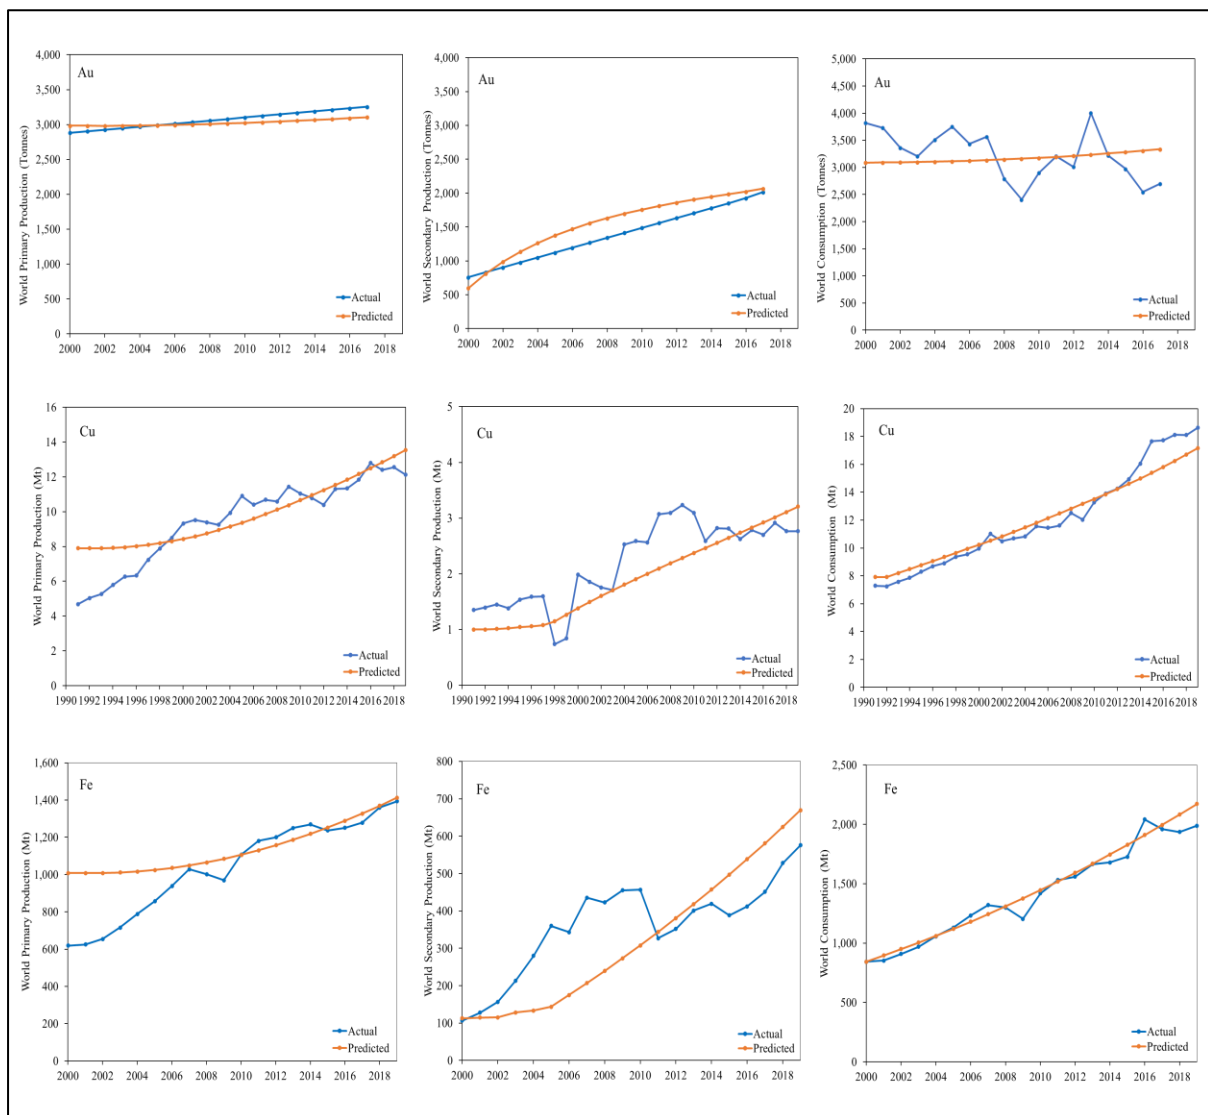 4,000
3,500
3,000
2,500
2,000
1,500
1,000
500
0
World Primary Production (Tonnes)
Au
Actual
Predicted
2000 2002 2004 2006 2008 2010 2012 2014 2016 2018
4,000
3,500
3,000
2,500
2,000
1,500
1,000
500
0
World Secondary Production (Tonnes)
Au
Actual
Predicted
2000 2002 2004 2006 2008 2010 2012 2014 2016 2018
5,000
4,500
4,000
3,500
3,000
2,500
2,000
1,500
1,000
500
0
World Consumption (Tonnes)
Au
Actual
Predicted
2000 2002 2004 2006 2008 2010 2012 2014 2016 2018
16
14
12
10
8
6
4
2
0
World Primary Production (Mt)
Cu
Actual
Predicted
1990 1992 1994 1996 1998 2000 2002 2004 2006 2008 2010 2012 2014 2016 2018
5
4
3
2
1
0
World Secondary Production (Mt)
Cu
Actual
Predicted
1990 1992 1994 1996 1998 2000 2002 2004 2006 2008 2010 2012 2014 2016 2018
20
18
16
14
12
10
8
6
4
2
0
World Consumption (Mt)
Cu
Actual
Predicted
1990 1992 1994 1996 1998 2000 2002 2004 2006 2008 2010 2012 2014 2016 2018
1,600
1,400
1,200
1,000
800
600
400
200
0
World Primary Production (Mt)
Fe
Actual
Predicted
2000 2002 2004 2006 2008 2010 2012 2014 2016 2018
800
700
600
500
400
300
200
100
0
World Secondary Production (Mt)
Fe
Actual
Predicted
2000 2002 2004 2006 2008 2010 2012 2014 2016 2018
2,500
2,000
1,500
1,000
500
0
World Consumption (Mt)
Fe
Actual
Predicted
2000 2002 2004 2006 2008 2010 2012 2014 2016 2018